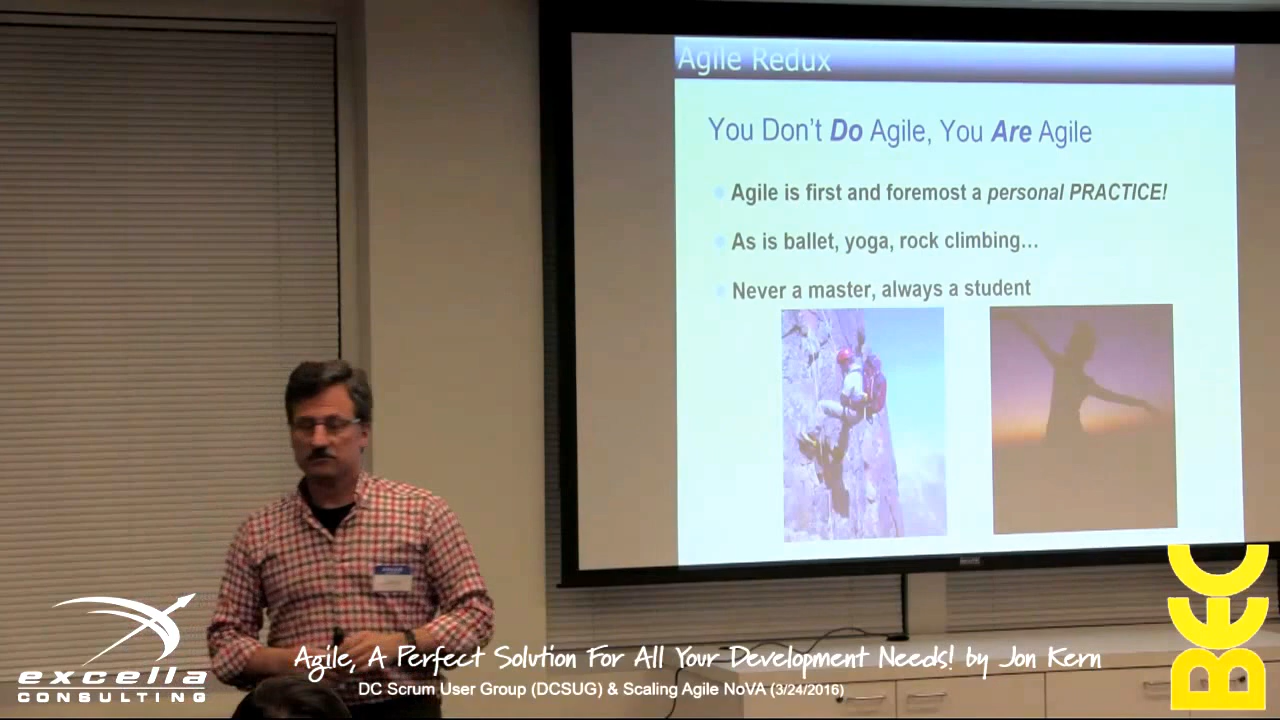 Agile Redux
You Don't Do Agile, You Are Agile
Agile is first and foremost a personal PRACTICE!
As is ballet, yoga, rock climbing...
Never a master, always a student
excella
CONSULTING
Agile, A Perfect Solution For All Your Development Needs! by Jon Kern
DC Scrum User Group (DCSUG) & Scaling Agile NoVA (3/24/2016)
BEC